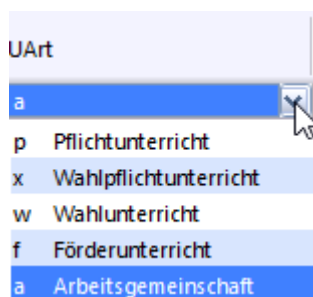 UArt
a
p Pflichtunterricht
x Wahlpflichtunterricht
w Wahlunterricht
f Förderunterricht
a Arbeitsgemeinschaft